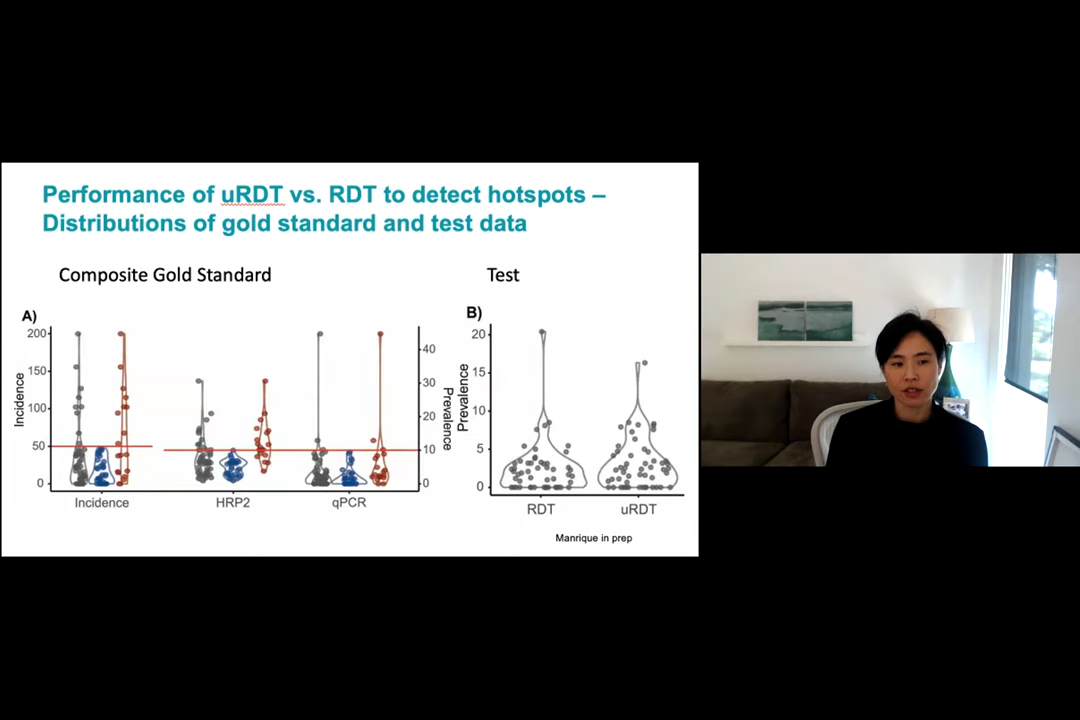 Performance of uRDT vs. RDT to detect hotspots –
Distributions of gold standard and test data
Composite Gold Standard
Test
A)
200
150
100
50
0
Incidence
Incidence
HRP2
qPCR
40
30
20
10
0
Prevalence
B)
20
15
10
5
0
Prevalence
RDT
uRDT
Manrique in prep